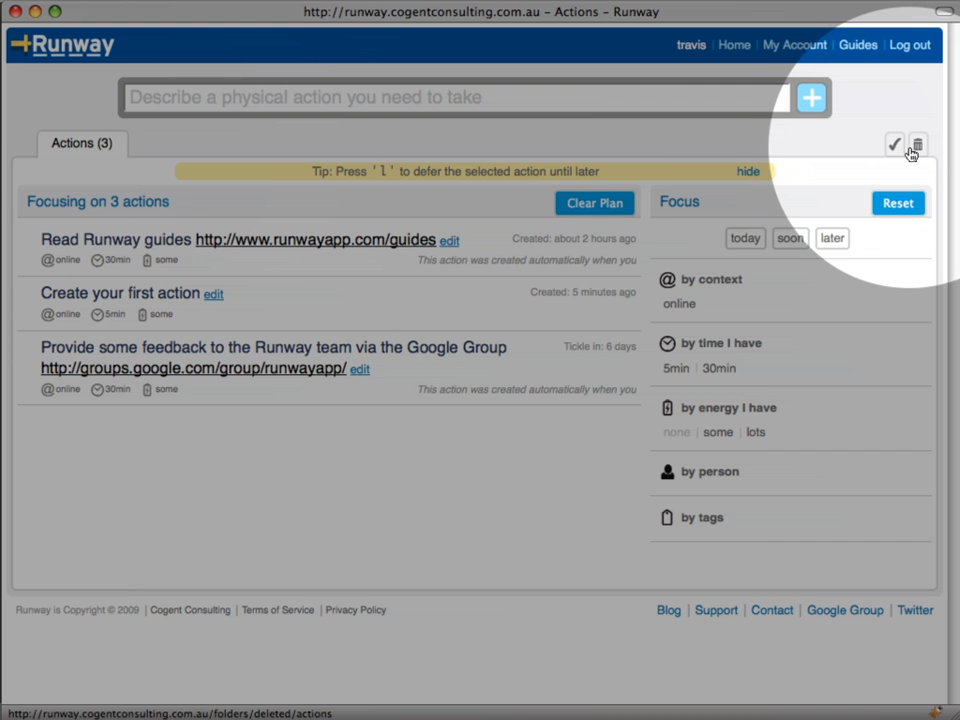 http://runway.cogentconsulting.com.au – Actions – Runway
Runway
travis | Home | My Account | Guides | Log out
Describe a physical action you need to take
Actions (3)
Tip: Press 'l' to defer the selected action until later
hide
Focusing on 3 actions
Clear Plan
Read Runway guides http://www.runwayapp.com/guides edit
Created: about 2 hours ago
@online 30min some
This action was created automatically when you
Create your first action edit
Created: 5 minutes ago
@online 5min some
Provide some feedback to the Runway team via the Google Group
http://groups.google.com/group/runwayapp/ edit
Tickle in: 6 days
@online 30min some
This action was created automatically when you
Focus
Reset
today soon later
@ by context
online
by time I have
5min | 30min
by energy I have
none | some | lots
by person
by tags
Runway is Copyright © 2009 | Cogent Consulting | Terms of Service | Privacy Policy
Blog | Support | Contact | Google Group | Twitter
http://runway.cogentconsulting.com.au/folders/deleted/actions